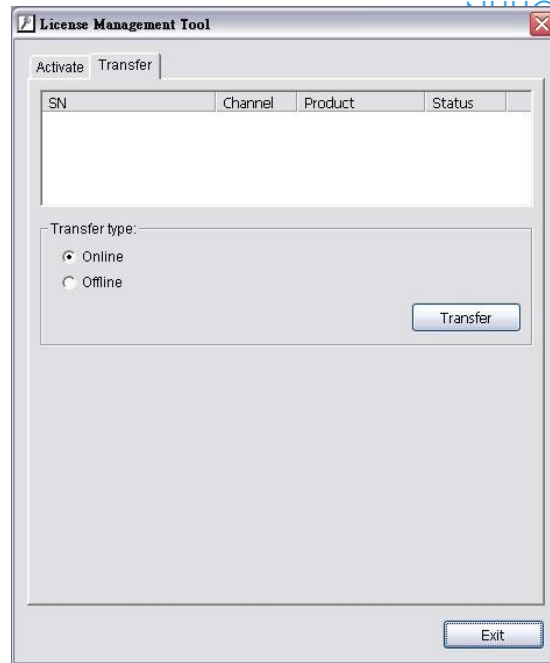 License Management Tool
Activate Transfer
SN Channel Product Status
Transfer type:
Online
Offline
Transfer
Exit